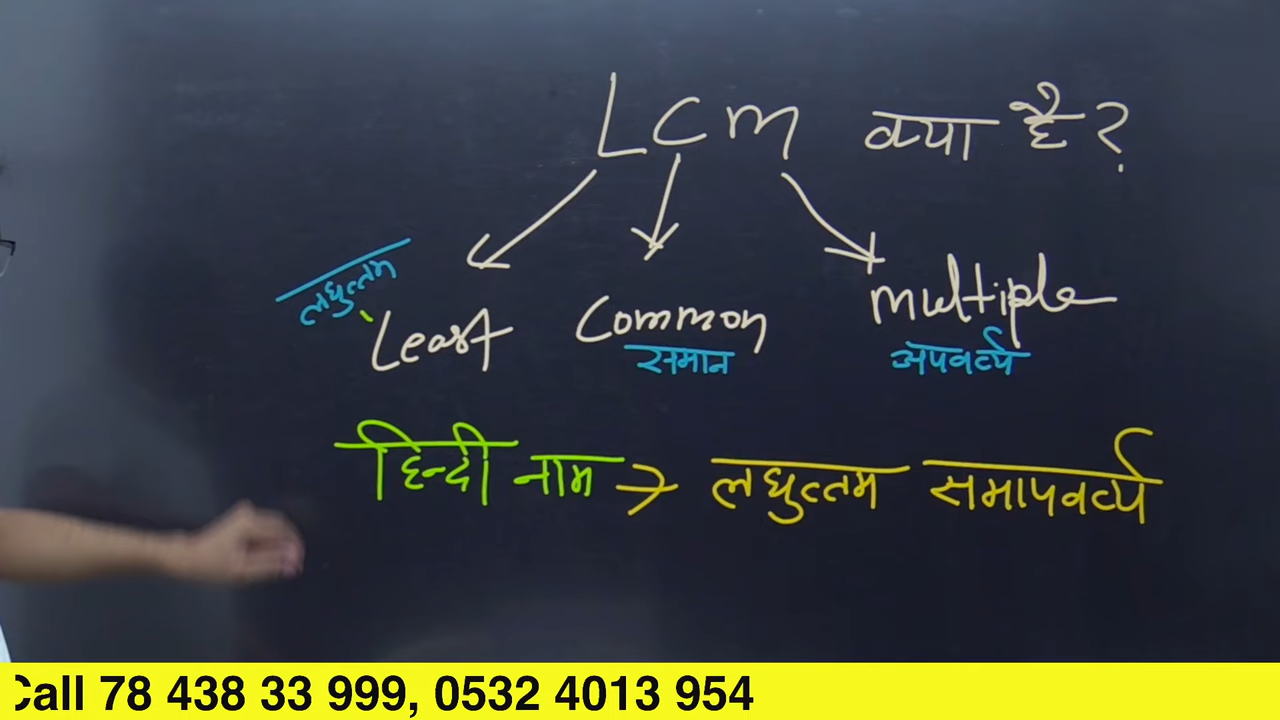 LCM क्या है?
लघुत्तम
Least Common Multiple
समान अपवर्त्य
हिन्दी नाम → लघुत्तम समापवर्त्य
Call 78 438 33 999, 0532 4013 954